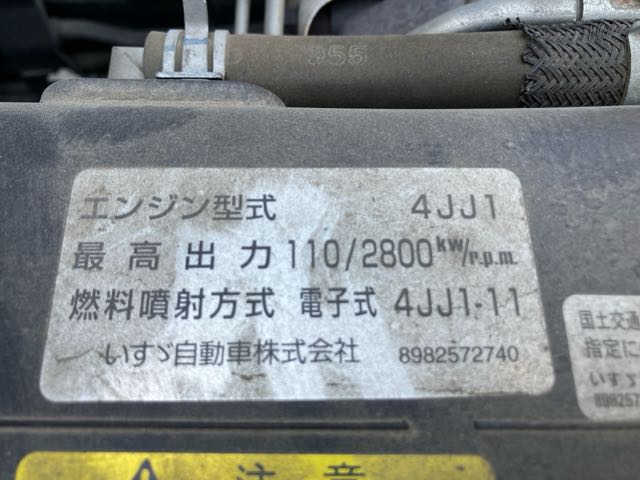 955
エンジン型式 4JJ1
最高出力 110/2800kw/r.p.m.
燃料噴射方式 電子式 4JJ1-11
いすゞ自動車株式会社 8982572740
国土交通
指定に
いすゞ
89825
注意